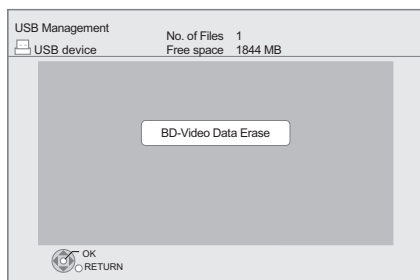 USB Management
No. of Files 1
USB device
Free space 1844 MB
BD-Video Data Erase
OK
RETURN